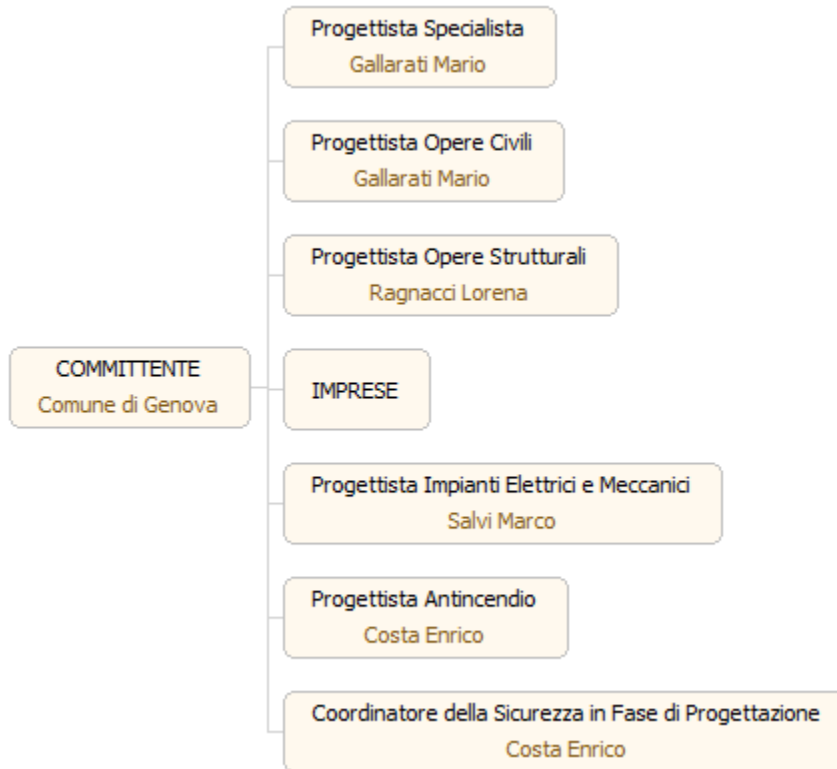 Progettista Specialista
Gallarati Mario
Progettista Opere Civili
Gallarati Mario
Progettista Opere Strutturali
Ragnacci Lorena
COMMITTENTE
Comune di Genova
IMPRESE
Progettista Impianti Elettrici e Meccanici
Salvi Marco
Progettista Antincendio
Costa Enrico
Coordinatore della Sicurezza in Fase di Progettazione
Costa Enrico